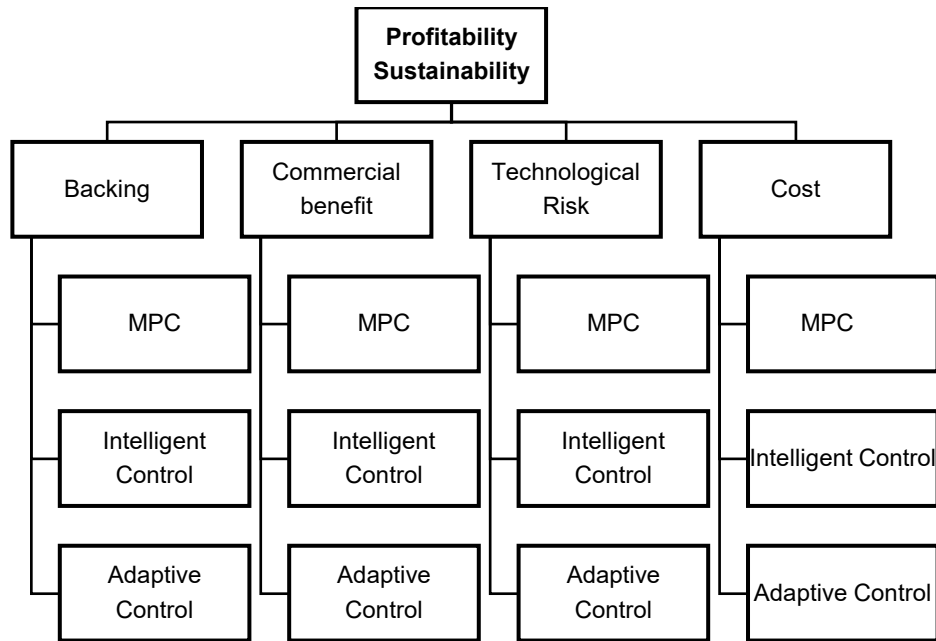 Profitability
Sustainability
Backing
Commercial
benefit
Technological
Risk
Cost
MPC
MPC
MPC
MPC
Intelligent
Control
Intelligent
Control
Intelligent
Control
Intelligent Control
Adaptive
Control
Adaptive
Control
Adaptive
Control
Adaptive Control